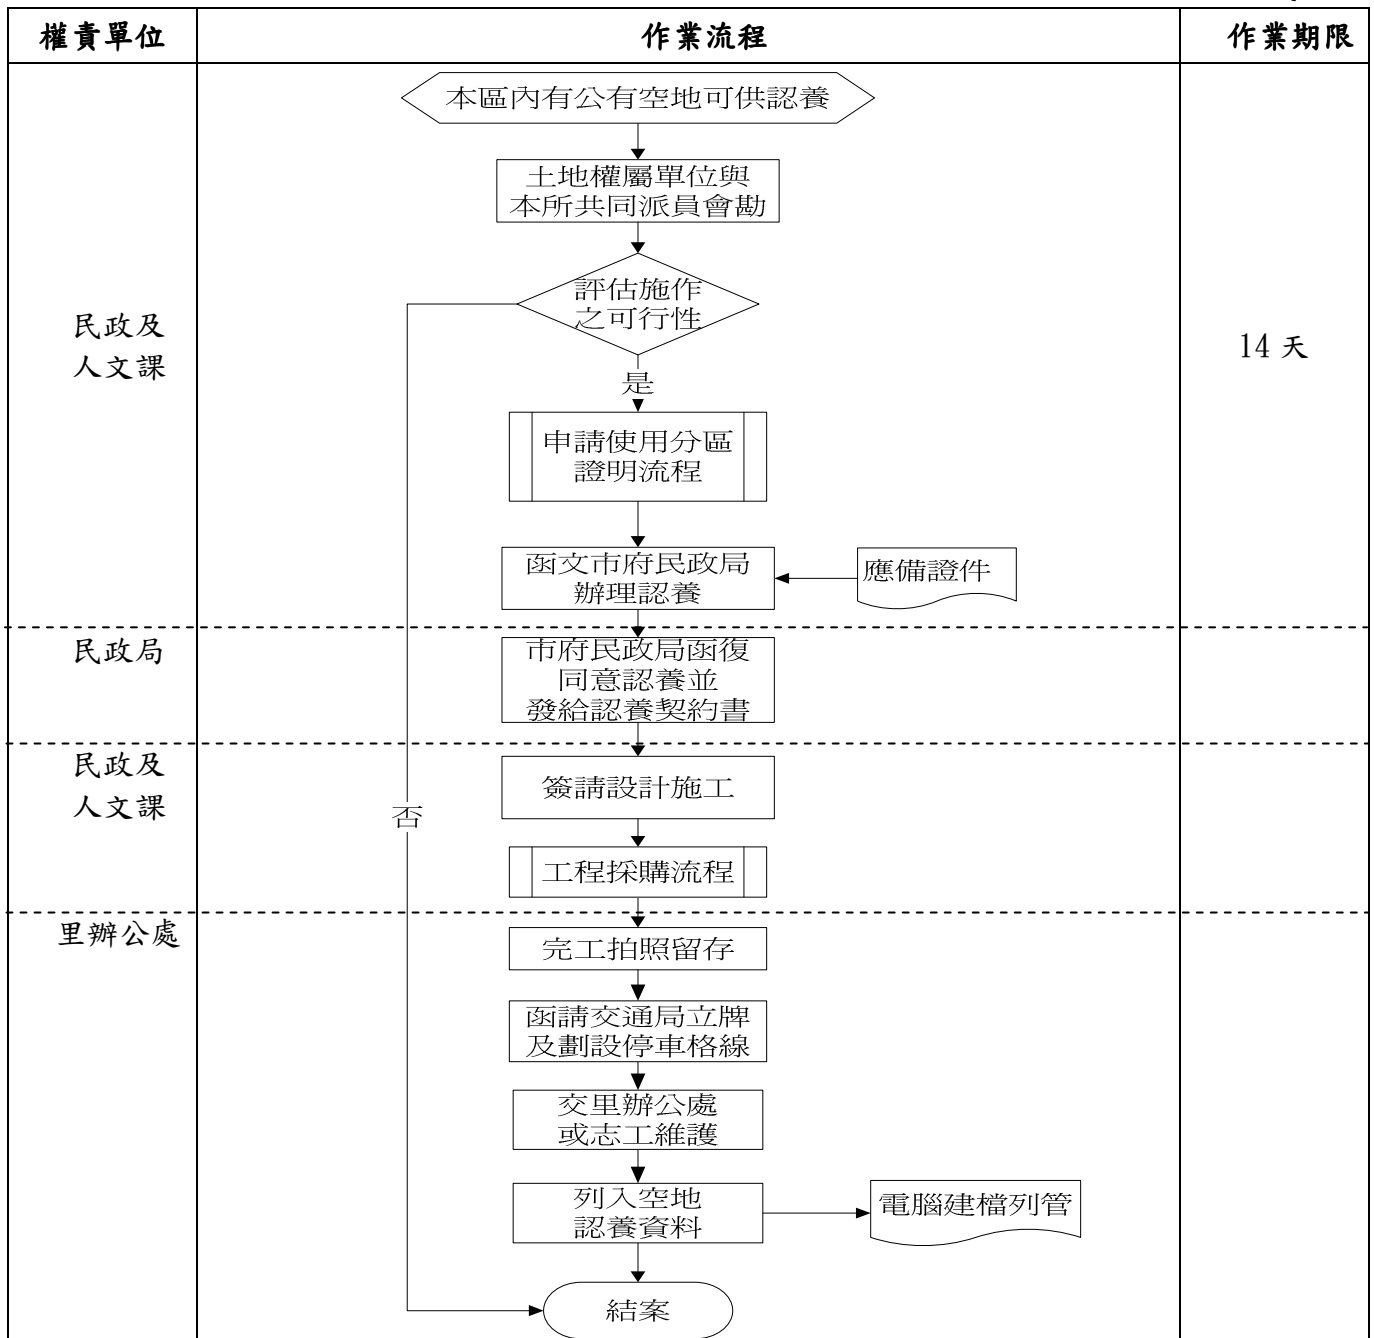 權責單位
作業流程
作業期限
本區內有公有空地可供認養
土地權屬單位與
本所共同派員會勘
評估施作
之可行性
民政及
人文課
14 天
是
申請使用分區
證明流程
函文市府民政局
辦理認養
應備證件
民政局
市府民政局函復
同意認養並
發給認養契約書
民政及
人文課
簽請設計施工
否
工程採購流程
里辦公處
完工拍照留存
函請交通局立牌
及劃設停車格線
交里辦公處
或志工維護
列入空地
認養資料
電腦建檔列管
結案